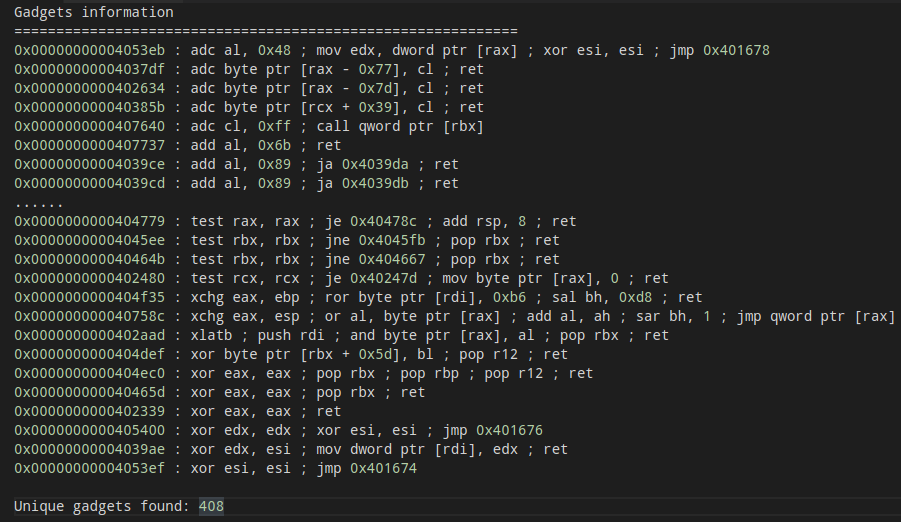 Gadgets information
============================================================
0x00000000004053eb : adc al, 0x48 ; mov edx, dword ptr [rax] ; xor esi, esi ; jmp 0x401678
0x00000000004037df : adc byte ptr [rax - 0x77], cl ; ret
0x0000000000402634 : adc byte ptr [rax - 0x7d], cl ; ret
0x000000000040385b : adc byte ptr [rcx + 0x39], cl ; ret
0x0000000000407640 : adc cl, 0xff ; call qword ptr [rbx]
0x0000000000407737 : add al, 0x6b ; ret
0x00000000004039ce : add al, 0x89 ; ja 0x4039da ; ret
0x00000000004039cd : add al, 0x89 ; ja 0x4039db ; ret
......
0x0000000000404779 : test rax, rax ; je 0x40478c ; add rsp, 8 ; ret
0x00000000004045ee : test rbx, rbx ; jne 0x4045fb ; pop rbx ; ret
0x000000000040464b : test rbx, rbx ; jne 0x404667 ; pop rbx ; ret
0x0000000000402480 : test rcx, rcx ; je 0x40247d ; mov byte ptr [rax], 0 ; ret
0x0000000000404f35 : xchg eax, ebp ; ror byte ptr [rdi], 0xb6 ; sal bh, 0xd8 ; ret
0x000000000040758c : xchg eax, esp ; or al, byte ptr [rax] ; add al, ah ; sar bh, 1 ; jmp qword ptr [rax]
0x0000000000402aad : xlatb ; push rdi ; and byte ptr [rax], al ; pop rbx ; ret
0x0000000000404def : xor byte ptr [rbx + 0x5d], bl ; pop r12 ; ret
0x0000000000404ec0 : xor eax, eax ; pop rbx ; pop rbp ; pop r12 ; ret
0x000000000040465d : xor eax, eax ; pop rbx ; ret
0x0000000000402339 : xor eax, eax ; ret
0x0000000000405400 : xor edx, edx ; xor esi, esi ; jmp 0x401676
0x00000000004039ae : xor edx, esi ; mov dword ptr [rdi], edx ; ret
0x00000000004053ef : xor esi, esi ; jmp 0x401674
Unique gadgets found: 408